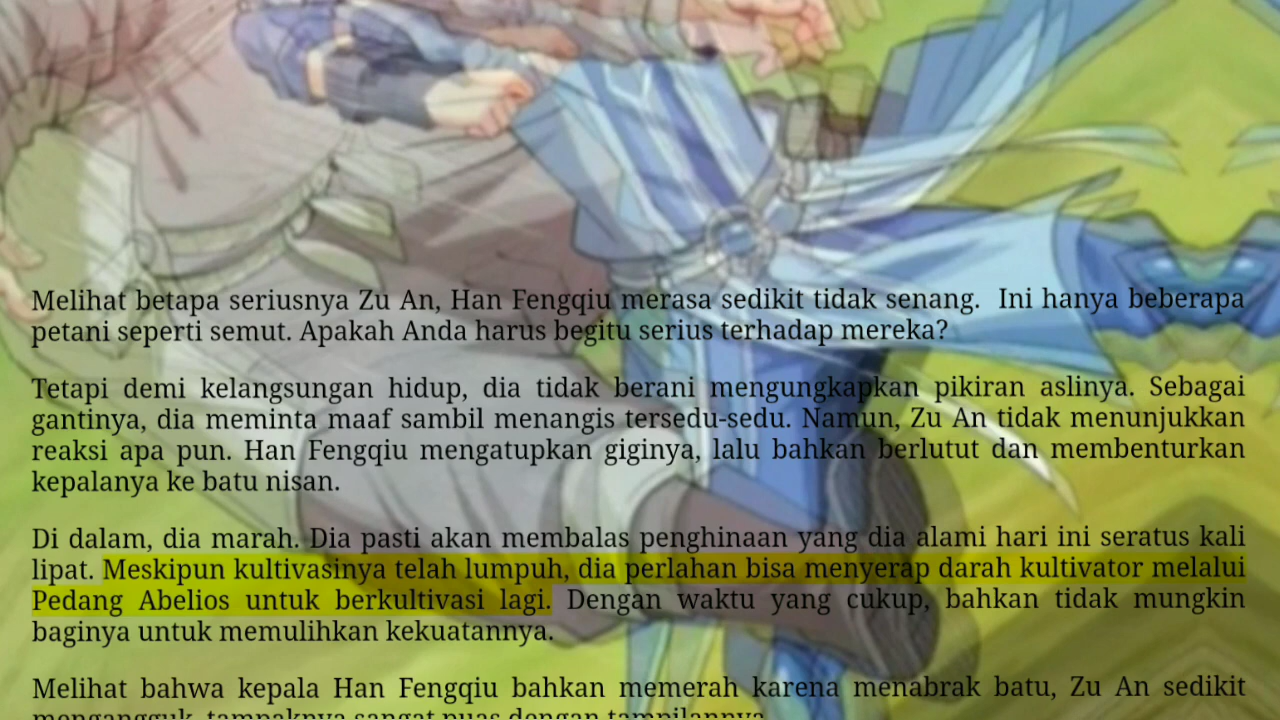 Melihat betapa seriusnya Zu An, Han Fengqiu merasa sedikit tidak senang.  Ini hanya beberapa
petani seperti semut. Apakah Anda harus begitu serius terhadap mereka?
Tetapi demi kelangsungan hidup, dia tidak berani mengungkapkan pikiran aslinya. Sebagai
gantinya, dia meminta maaf sambil menangis tersedu-sedu. Namun, Zu An tidak menunjukkan
reaksi apa pun. Han Fengqiu mengatupkan giginya, lalu bahkan berlutut dan membenturkan
kepalanya ke batu nisan.
Di dalam, dia marah. Dia pasti akan membalas penghinaan yang dia alami hari ini seratus kali
lipat. Meskipun kultivasinya telah lumpuh, dia perlahan bisa menyerap darah kultivator melalui
Pedang Abelios untuk berkultivasi lagi. Dengan waktu yang cukup, bahkan tidak mungkin
baginya untuk memulihkan kekuatannya.
Melihat bahwa kepala Han Fengqiu bahkan memerah karena menabrak batu, Zu An sedikit
mengangguk, tampaknya sangat puas dengan tampilannya.